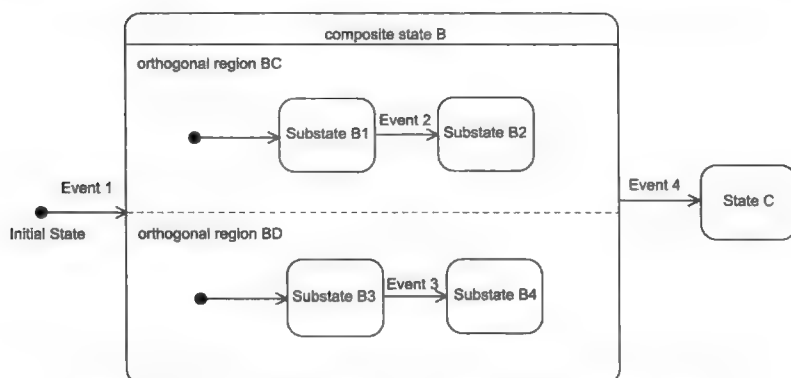 composite state B
orthogonal region BC
Event 2
Substate B1
Substate B2
Event 1
Event 4
State C
Initial State
orthogonal region BD
Event 3
Substate B3
Substate B4